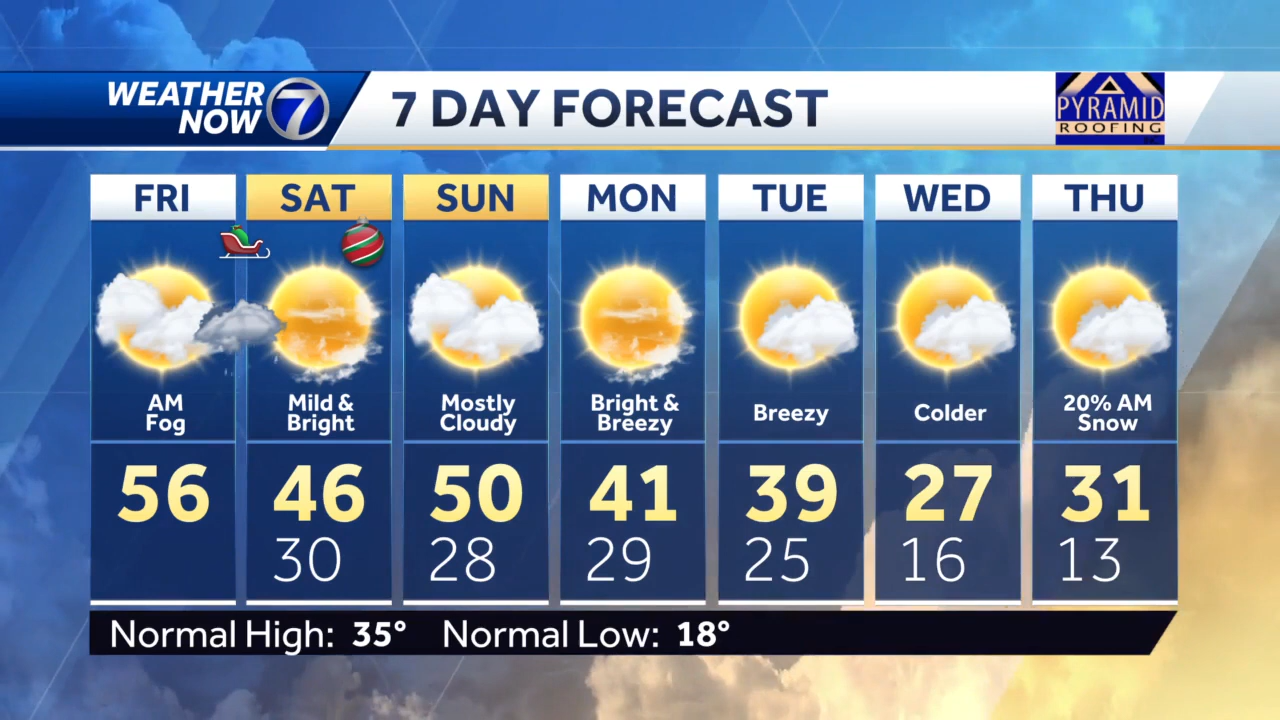 WEATHER
NOW 7
7 DAY FORECAST
PYRAMID
ROOFING
FRI
SAT
SUN
MON
TUE
WED
THU
AM
Fog
Mild &
Bright
Mostly
Cloudy
Bright &
Breezy
Breezy
Colder
20% AM
Snow
56
46
50
41
39
27
31
30
28
29
25
16
13
Normal High: 35° Normal Low: 18°